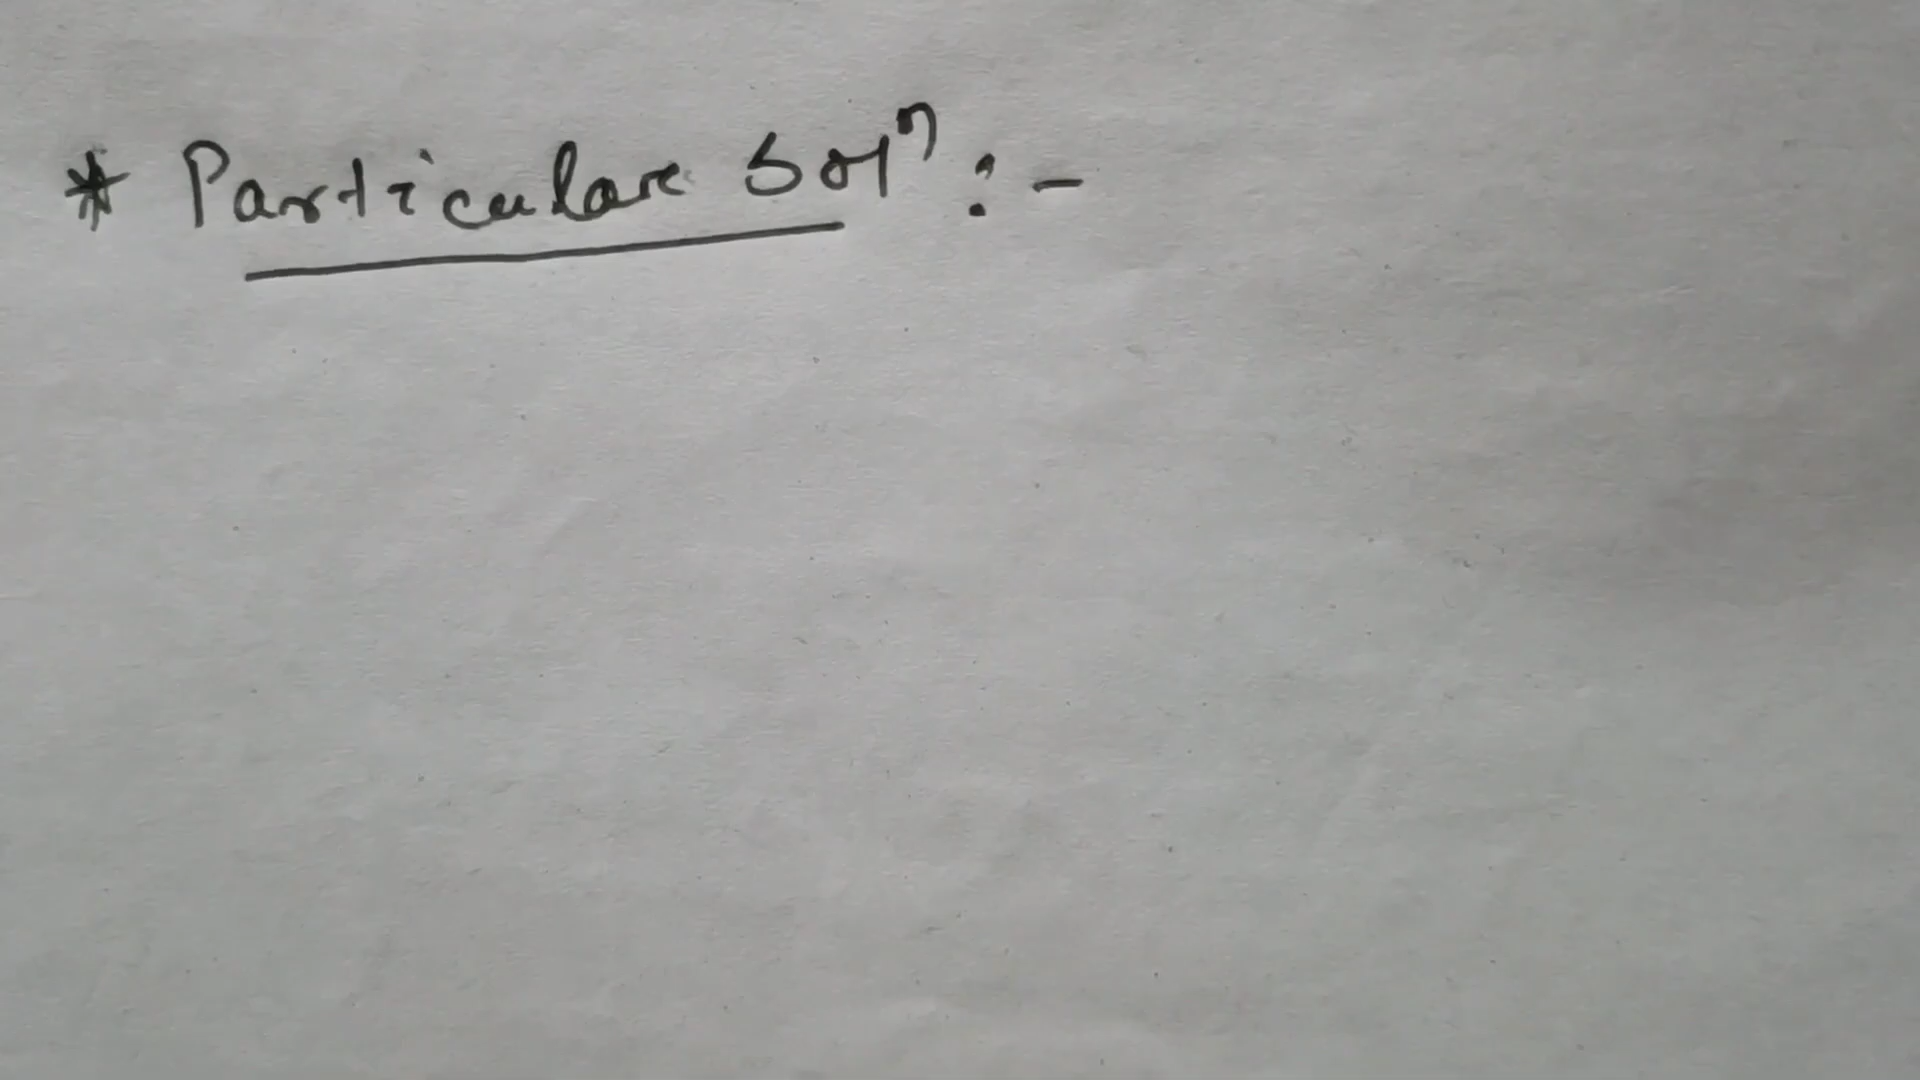 * Particular Solⁿ :-